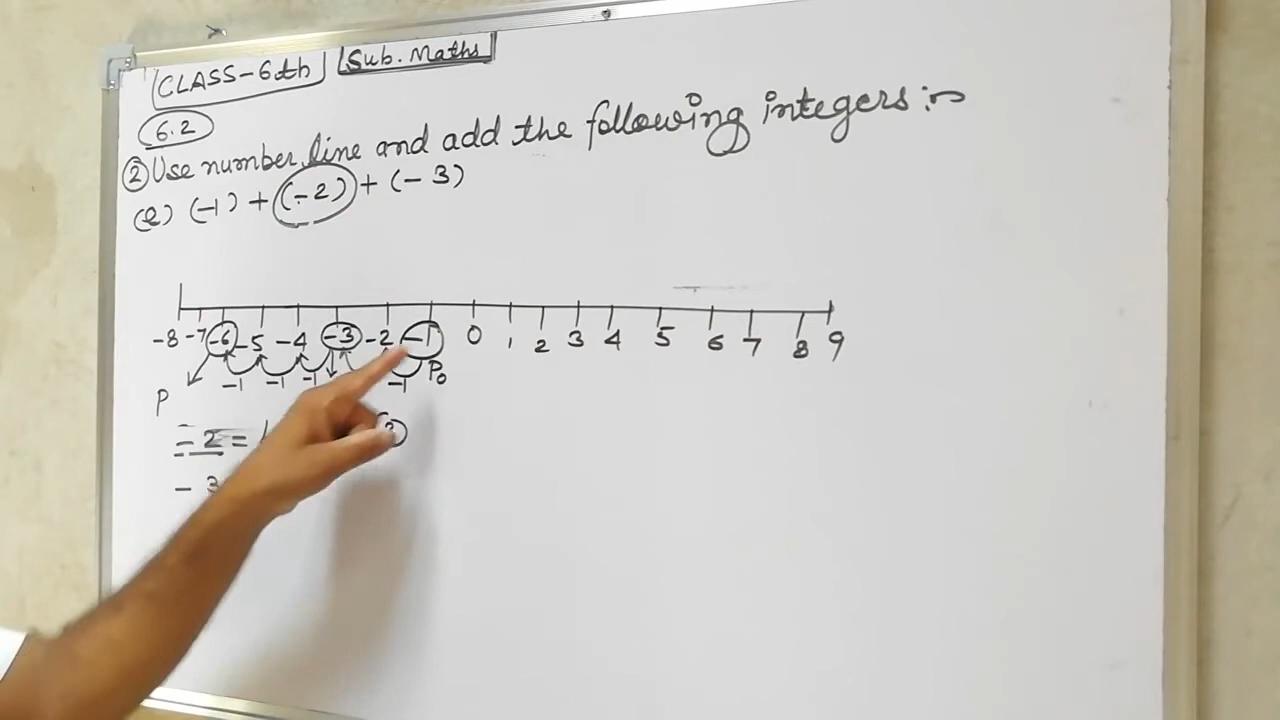 CLASS-6th Sub. Maths
6.2
② Use number line and add the following integers :-
(e) (-1) + (-2) + (-3)
-8 -7 -6 -5 -4 -3 -2 -1 0 1 2 3 4 5 6 7 8 9
-1 -1 -1 -1 P₀
P
-2 =
- 3